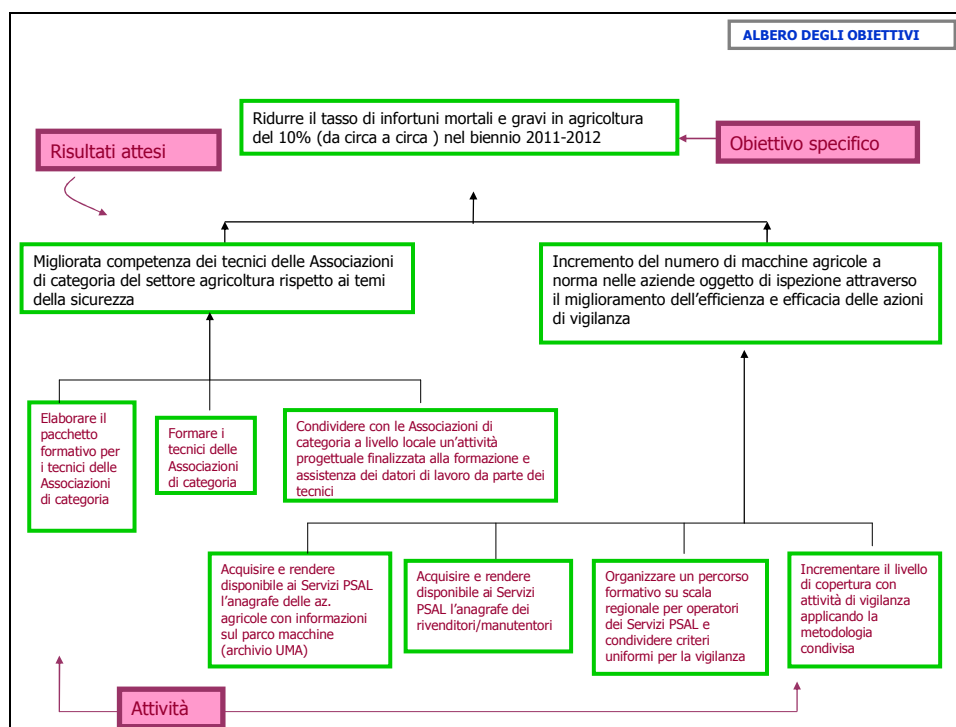 ALBERO DEGLI OBIETTIVI
Ridurre il tasso di infortuni mortali e gravi in agricoltura
del 10% (da circa a circa ) nel biennio 2011-2012
Risultati attesi
Obiettivo specifico
Migliorata competenza dei tecnici delle Associazioni
di categoria del settore agricoltura rispetto ai temi
della sicurezza
Incremento del numero di macchine agricole a
norma nelle aziende oggetto di ispezione attraverso
il miglioramento dell’efficienza e efficacia delle azioni
di vigilanza
Elaborare il
pacchetto
formativo per
i tecnici delle
Associazioni
di categoria
Formare i
tecnici delle
Associazioni
di categoria
Condividere con le Associazioni di
categoria a livello locale un’attività
progettuale finalizzata alla formazione e
assistenza dei datori di lavoro da parte dei
tecnici
Acquisire e rendere
disponibile ai Servizi PSAL
l’anagrafe delle az.
agricole con informazioni
sul parco macchine
(archivio UMA)
Acquisire e rendere
disponibile ai Servizi
PSAL l’anagrafe dei
rivenditori/manutentori
Organizzare un percorso
formativo su scala
regionale per operatori
dei Servizi PSAL e
condividere criteri
uniformi per la vigilanza
Incrementare il livello
di copertura con
attività di vigilanza
applicando la
metodologia
condivisa
Attività